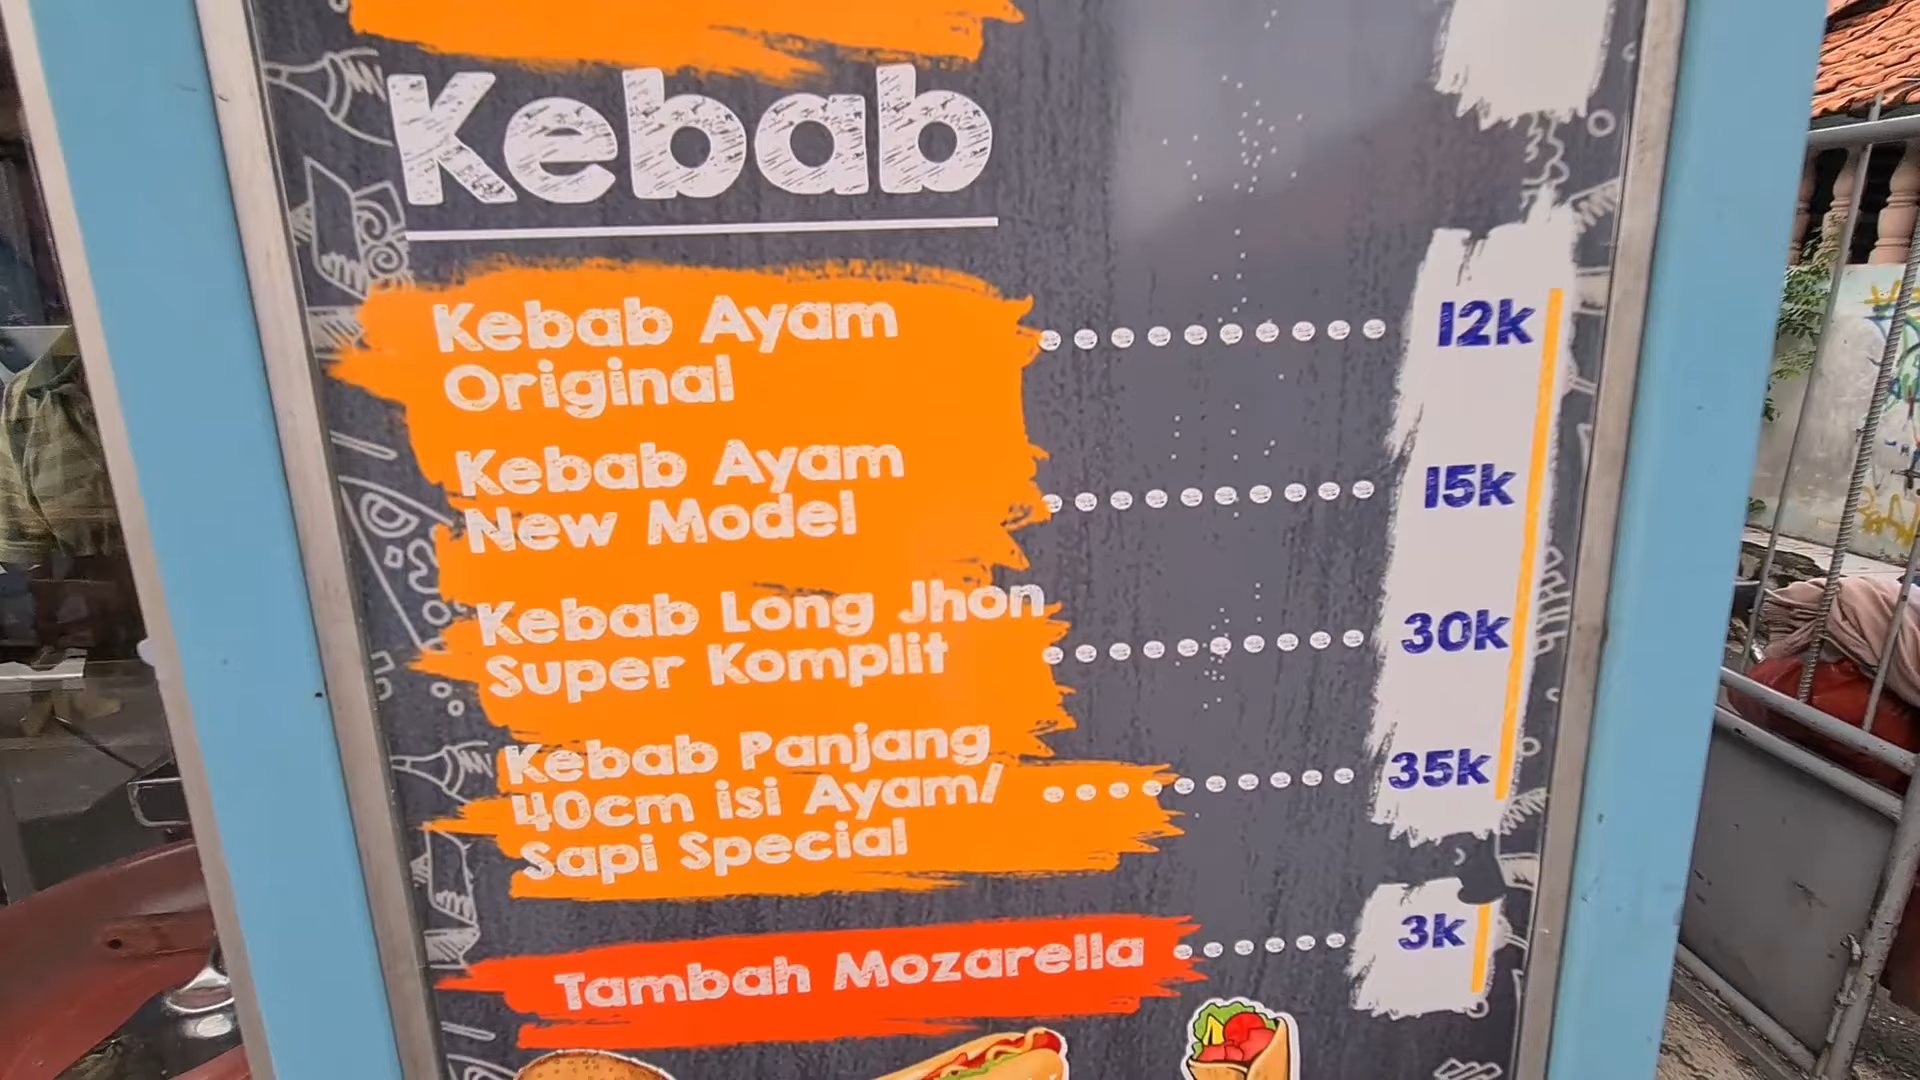 Kebab
Kebab Ayam
Original
12k
Kebab Ayam
New Model
15k
Kebab Long Jhon
Super Komplit
30k
Kebab Panjang
40cm isi Ayam/
Sapi Special
35k
Tambah Mozarella
3k